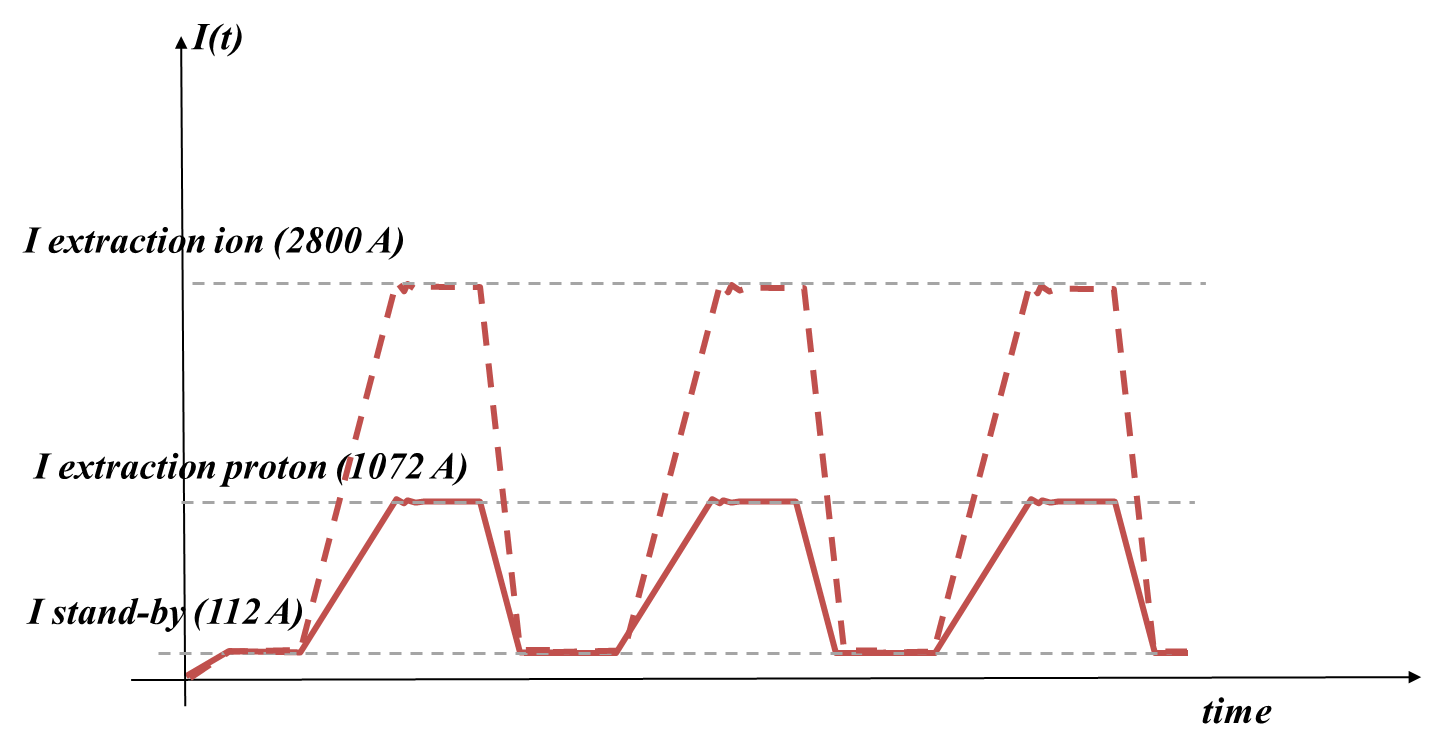 I(t)
I extraction ion (2800 A)
I extraction proton (1072 A)
I stand-by (112 A)
time